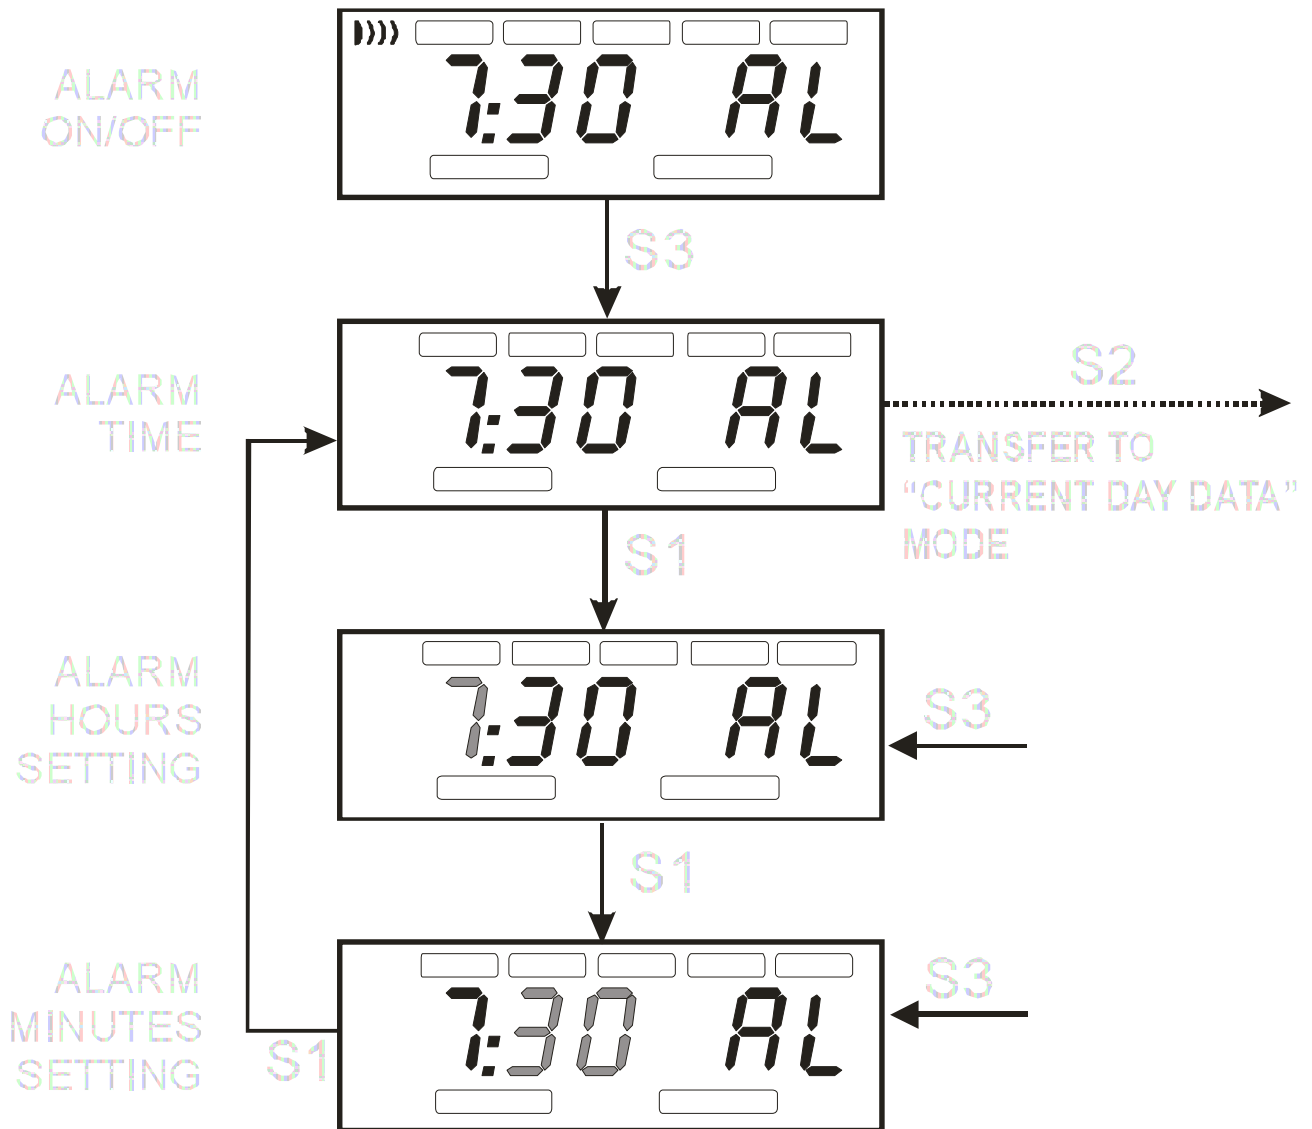 ALARM
ON/OFF
7:30 AL
S3
ALARM
TIME
7:30 AL
S2
TRANSFER TO
“CURRENT DAY DATA”
MODE
S1
ALARM
HOURS
SETTING
7:30 AL
S3
S1
ALARM
MINUTES
SETTING
7:30 AL
S3
S1